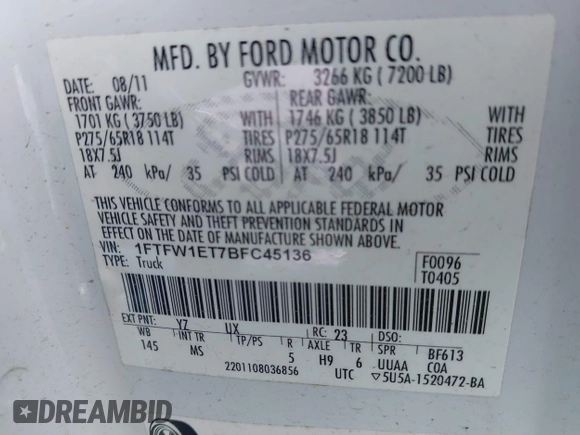 MFD. BY FORD MOTOR CO.
DATE: 08/11 GVWR: 3266 KG ( 7200 LB)
FRONT GAWR: REAR GAWR:
1701 KG ( 3750 LB) WITH 1746 KG ( 3850 LB) WITH
P275/65R18 114T TIRES P275/65R18 114T TIRES
18X7.5J RIMS 18X7.5J RIMS
AT 240 kPa/ 35 PSI COLD AT 240 kPa/ 35 PSI COLD
THIS VEHICLE CONFORMS TO ALL APPLICABLE FEDERAL MOTOR
VEHICLE SAFETY AND THEFT PREVENTION STANDARDS IN
EFFECT ON THE DATE OF MANUFACTURE SHOWN ABOVE.
VIN: 1FTFW1ET7BFC45136 F0096
TYPE: Truck T0405
EXT PNT: YZ UX RC: 23 DSO:
WB INT TR TP/PS R AXLE TR SPR BF613
145 MS 5 H9 6 UUAA COA
2201108036856 UTC ▽5U5A-1520472-BA
DREAMBID